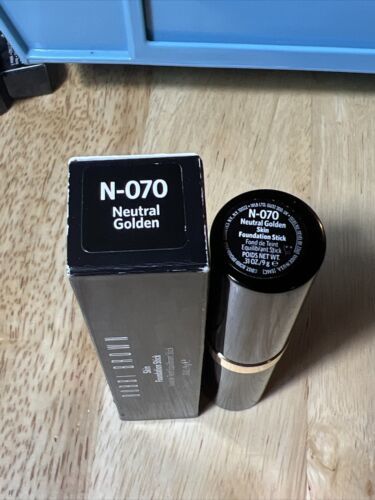 N-070
Neutral
Golden
BOBBI BROWN
Skin
Foundation Stick
N-070
Neutral Golden
Skin
Foundation Stick
Fond de Teint
Equilibrant Stick
POIDS NET WT.
.31 OZ./9 g ℮